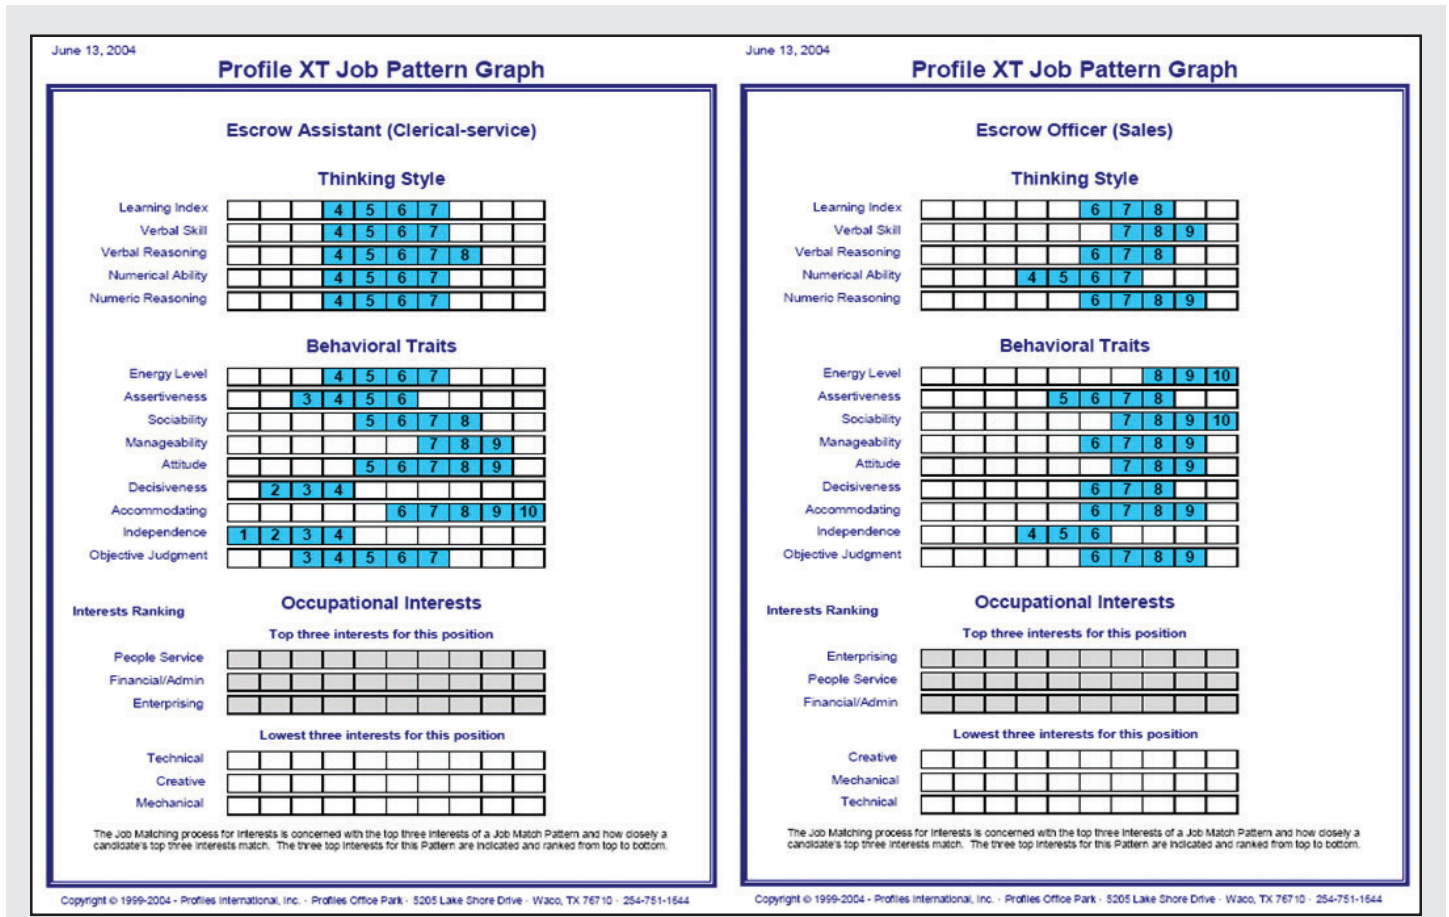 June 13, 2004
Profile XT Job Pattern Graph
Escrow Assistant (Clerical-service)
Thinking Style
Learning Index 4 5 6 7
Verbal Skill 4 5 6 7
Verbal Reasoning 4 5 6 7 8
Numerical Ability 4 5 6 7
Numeric Reasoning 4 5 6 7
Behavioral Traits
Energy Level 4 5 6 7
Assertiveness 3 4 5 6
Sociability 5 6 7 8
Manageability 7 8 9
Attitude 5 6 7 8 9
Decisiveness 2 3 4
Accommodating 6 7 8 9 10
Independence 1 2 3 4
Objective Judgment 3 4 5 6 7
Interests Ranking
Occupational Interests
Top three interests for this position
People Service
Financial/Admin
Enterprising
Lowest three interests for this position
Technical
Creative
Mechanical
The Job Matching process for Interests is concerned with the top three Interests of a Job Match Pattern and how closely a
candidate's top three Interests match. The three top Interests for this Pattern are indicated and ranked from top to bottom.
Copyright © 1999-2004 - Profiles International, Inc. - Profiles Office Park - 5205 Lake Shore Drive - Waco, TX 76710 - 254-751-1644
June 13, 2004
Profile XT Job Pattern Graph
Escrow Officer (Sales)
Thinking Style
Learning Index 6 7 8
Verbal Skill 7 8 9
Verbal Reasoning 6 7 8
Numerical Ability 4 5 6 7
Numeric Reasoning 6 7 8 9
Behavioral Traits
Energy Level 8 9 10
Assertiveness 5 6 7 8
Sociability 7 8 9 10
Manageability 6 7 8 9
Attitude 7 8 9
Decisiveness 6 7 8
Accommodating 6 7 8 9
Independence 4 5 6
Objective Judgment 6 7 8 9
Interests Ranking
Occupational Interests
Top three interests for this position
Enterprising
People Service
Financial/Admin
Lowest three interests for this position
Creative
Mechanical
Technical
The Job Matching process for Interests is concerned with the top three Interests of a Job Match Pattern and how closely a
candidate's top three Interests match. The three top Interests for this Pattern are indicated and ranked from top to bottom.
Copyright © 1999-2004 - Profiles International, Inc. - Profiles Office Park - 5205 Lake Shore Drive - Waco, TX 76710 - 254-751-1644